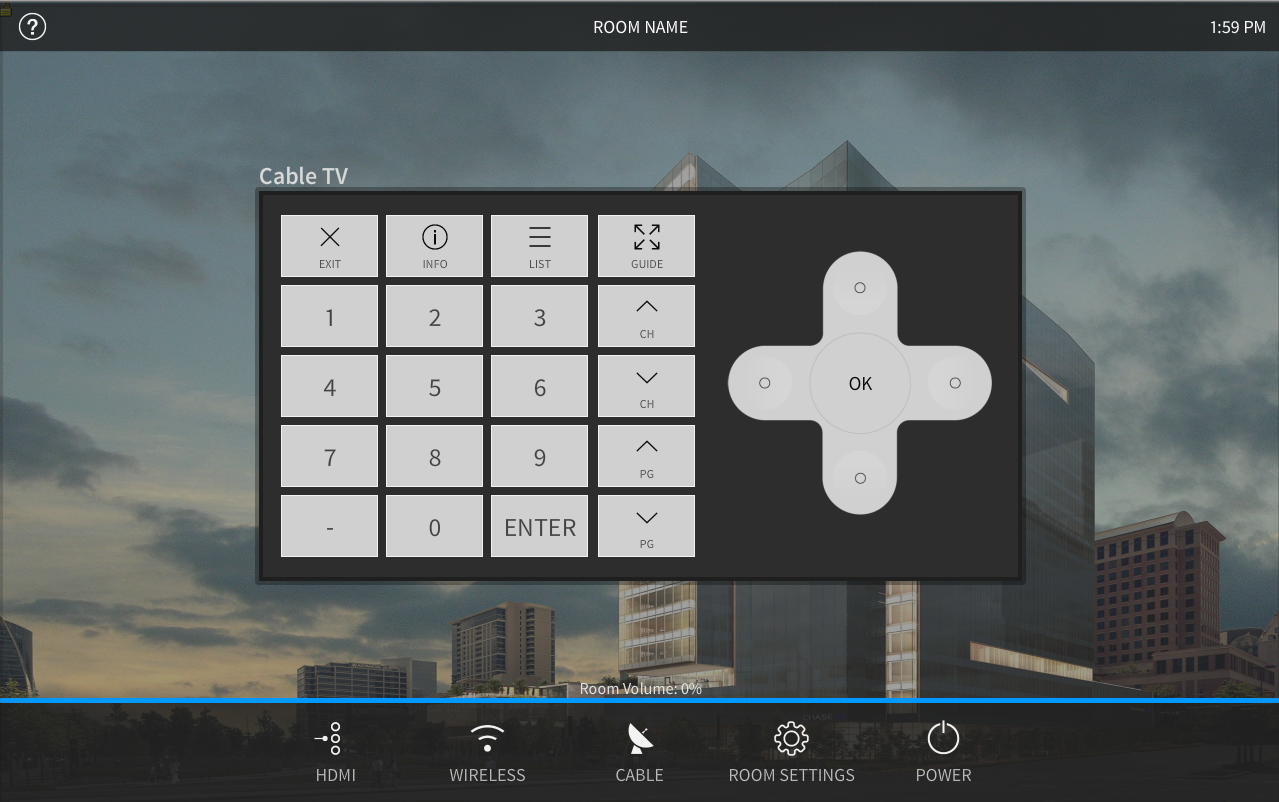 ?
ROOM NAME
1:59 PM
Cable TV
EXIT
INFO
LIST
GUIDE
1
2
3
CH
4
5
6
CH
7
8
9
PG
-
0
ENTER
PG
OK
Room Volume: 0%
CHASE
HDMI
WIRELESS
CABLE
ROOM SETTINGS
POWER